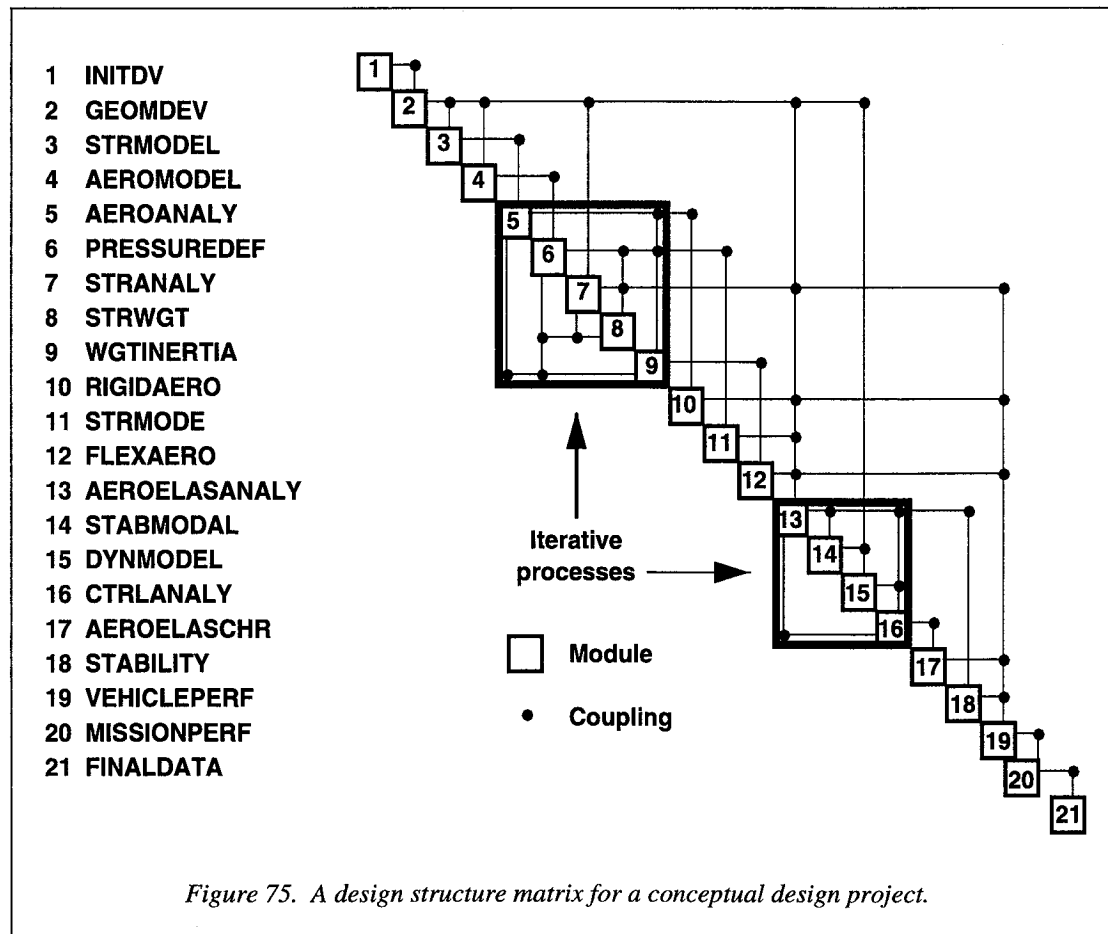 1 INITDV
2 GEOMDEV
3 STRMODEL
4 AEROMODEL
5 AEROANALY
6 PRESSUREDEF
7 STRANALY
8 STRWGT
9 WGTINERTIA
10 RIGIDAERO
11 STRMODE
12 FLEXAERO
13 AEROELASANALY
14 STABMODAL
15 DYNMODEL
16 CTRLANALY
17 AEROELASCHR
18 STABILITY
19 VEHICLEPERF
20 MISSIONPERF
21 FINALDATA
1
2
3
4
5
6
7
8
9
10
11
12
13
14
15
16
17
18
19
20
21
Iterative
processes
Module
Coupling
Figure 75. A design structure matrix for a conceptual design project.